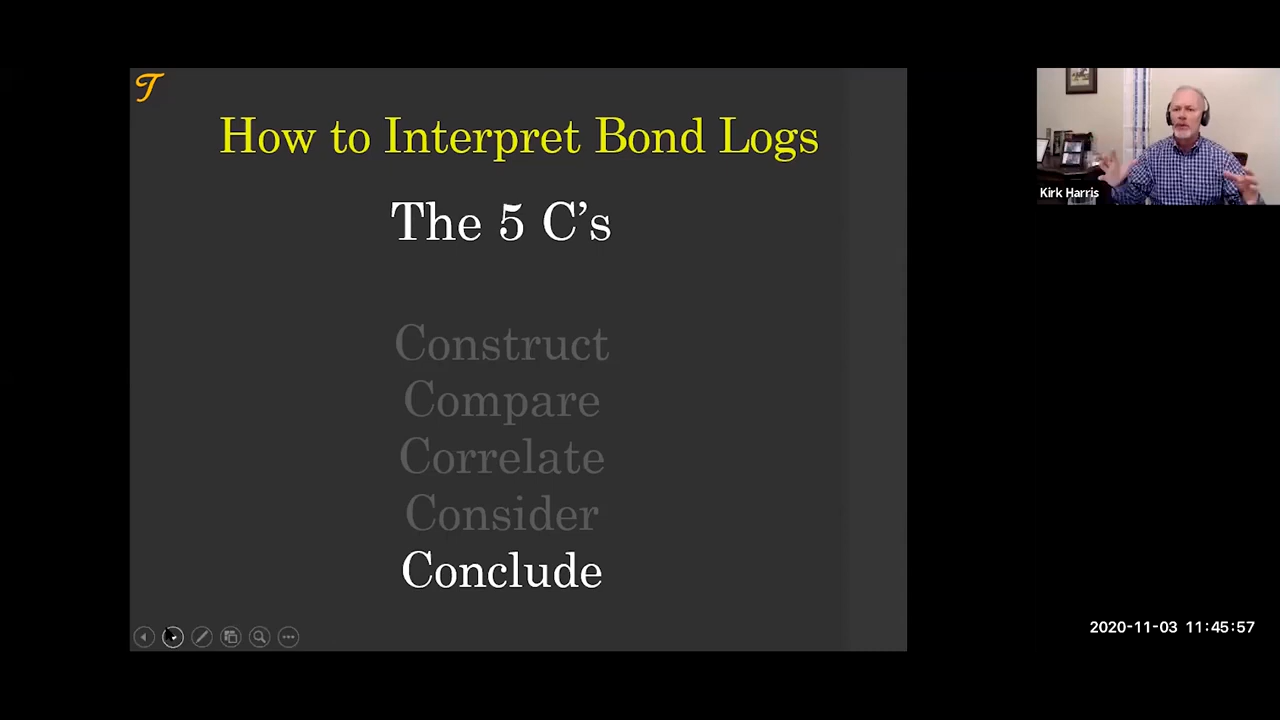 T
How to Interpret Bond Logs
The 5 C's
Construct
Compare
Correlate
Consider
Conclude
Kirk Harris
2020-11-03 11:45:57